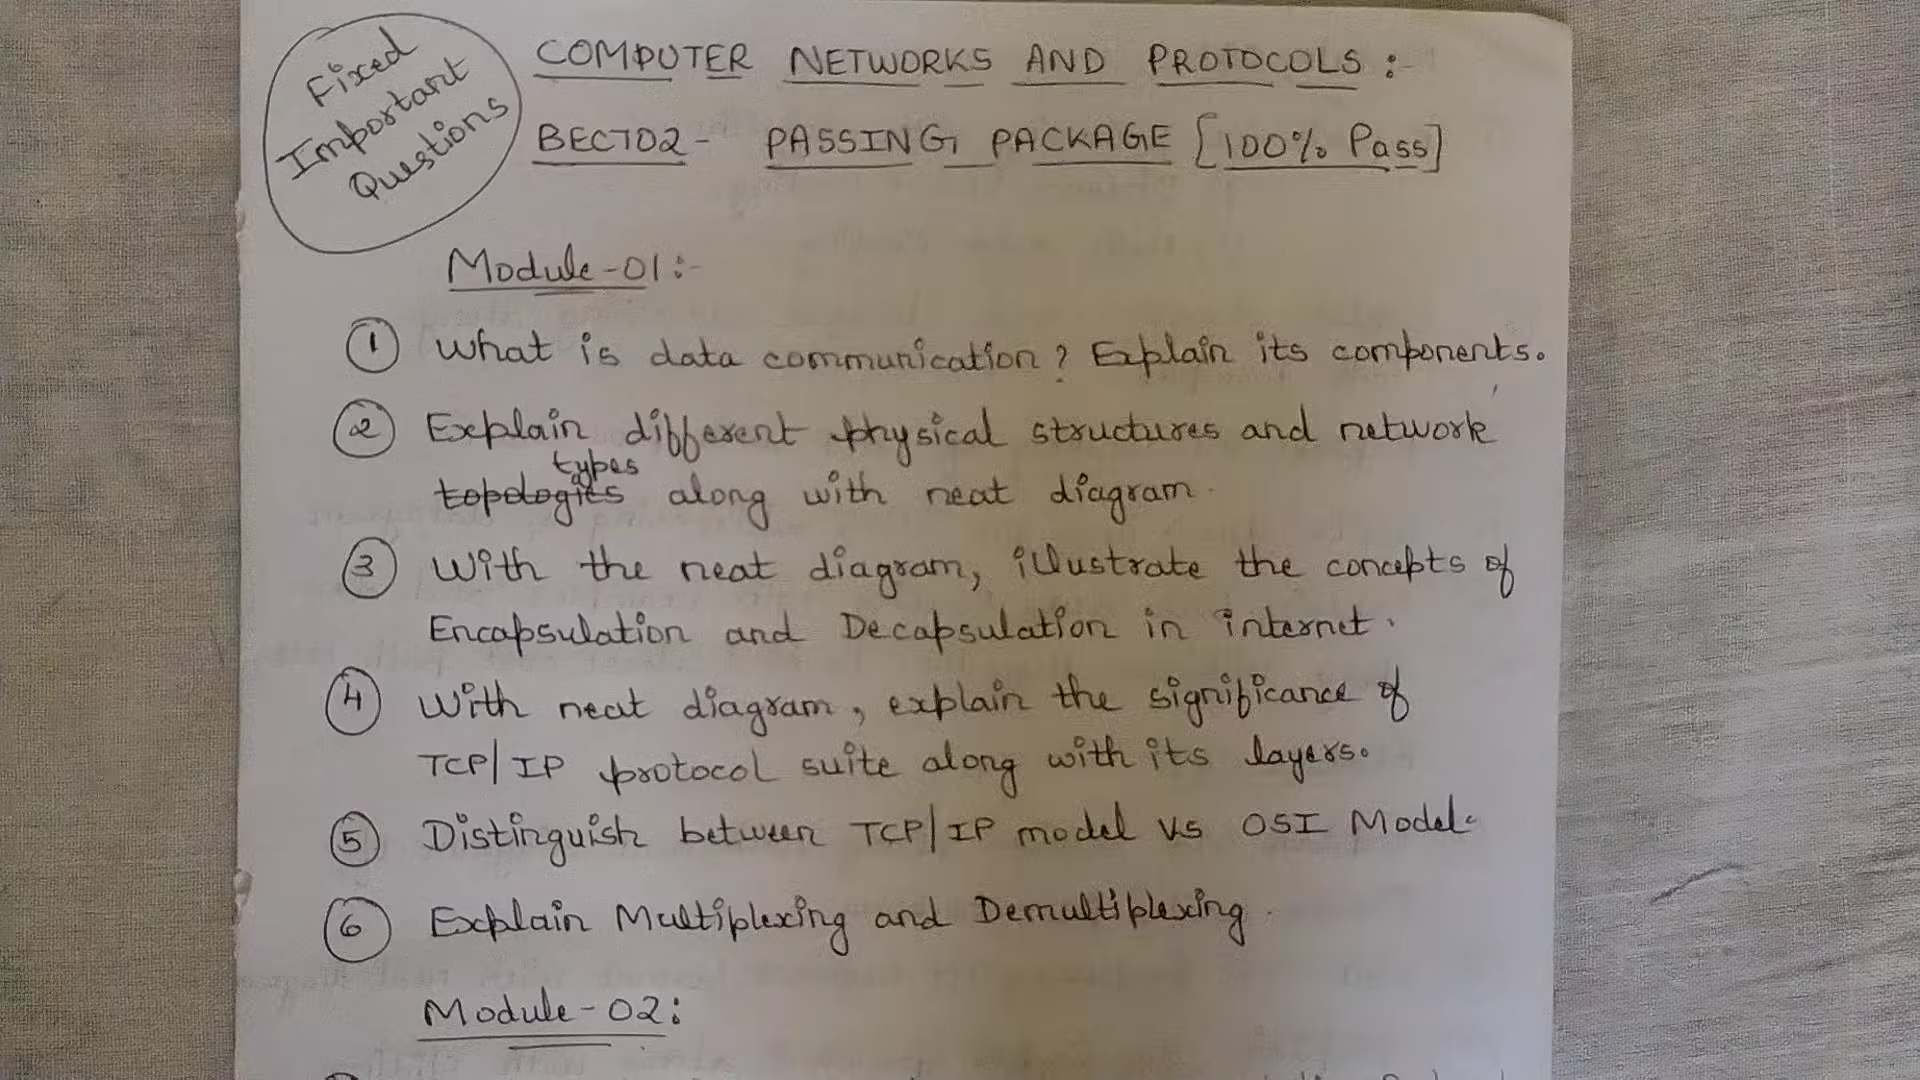 Fixed
Important
Questions
COMPUTER NETWORKS AND PROTOCOLS :-
BEC702 - PASSING PACKAGE [100% Pass]
Module-01:-
① What is data communication? Explain its components.
② Explain different physical structures and network
types
topologies along with neat diagram.
③ With the neat diagram, illustrate the concepts of
Encapsulation and Decapsulation in internet.
④ With neat diagram, explain the significance of
TCP/IP protocol suite along with its layers.
⑤ Distinguish between TCP/IP model vs OSI Model.
⑥ Explain Multiplexing and Demultiplexing.
Module-02: